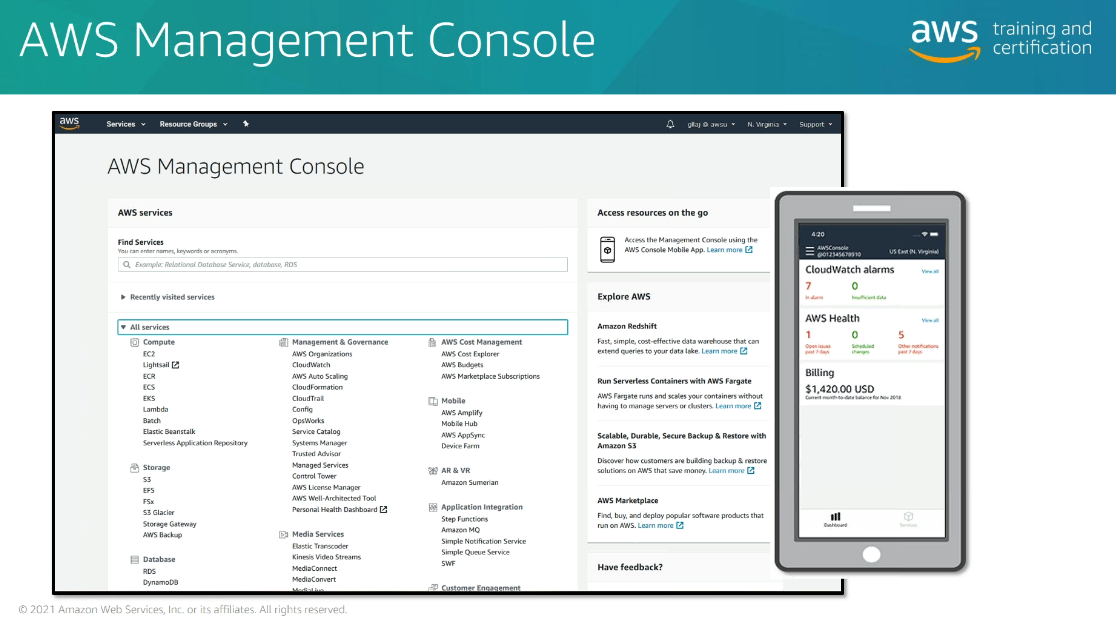 AWS Management Console
aws training and certification
aws
Services
Resource Groups
N. Virginia
Support
AWS Management Console
AWS services
Find Services
You can enter names, keywords or acronyms.
Example: Relational Database Service, database, RDS
Recently visited services
All services
Compute
EC2
Lightsail
ECR
ECS
EKS
Lambda
Batch
Elastic Beanstalk
Serverless Application Repository
Storage
S3
EFS
FSx
S3 Glacier
Storage Gateway
AWS Backup
Database
RDS
DynamoDB
Management & Governance
AWS Organizations
CloudWatch
AWS Auto Scaling
CloudFormation
CloudTrail
Config
OpsWorks
Service Catalog
Systems Manager
Trusted Advisor
Managed Services
Control Tower
AWS License Manager
AWS Well-Architected Tool
Personal Health Dashboard
Media Services
Elastic Transcoder
Kinesis Video Streams
MediaConnect
MediaConvert
MediaLive
AWS Cost Management
AWS Cost Explorer
AWS Budgets
AWS Marketplace Subscriptions
Mobile
AWS Amplify
Mobile Hub
AWS AppSync
Device Farm
AR & VR
Amazon Sumerian
Application Integration
Step Functions
Amazon MQ
Simple Notification Service
Simple Queue Service
SWF
Customer Engagement
Access resources on the go
Access the Management Console using the
AWS Console Mobile App. Learn more
Explore AWS
Amazon Redshift
Fast, simple, cost-effective data warehouse that can
extend queries to your data lake. Learn more
Run Serverless Containers with AWS Fargate
AWS Fargate runs and scales your containers without
having to manage servers or clusters. Learn more
Scalable, Durable, Secure Backup & Restore with
Amazon S3
Discover how customers are building backup & restore
solutions on AWS that save money. Learn more
AWS Marketplace
Find, buy, and deploy popular software products that
run on AWS. Learn more
Have feedback?
4:20
AWSConsole
@012345678910
US East (N. Virginia)
CloudWatch alarms
View all
7
0
In alarm
Insufficient data
AWS Health
View all
1
0
5
Open issues
past 7 days
Scheduled
changes
Other notifications
past 7 days
Billing
$1,420.00 USD
Current month-to-date balance for Nov 2018
Dashboard
Services
© 2021 Amazon Web Services, Inc. or its affiliates. All rights reserved.